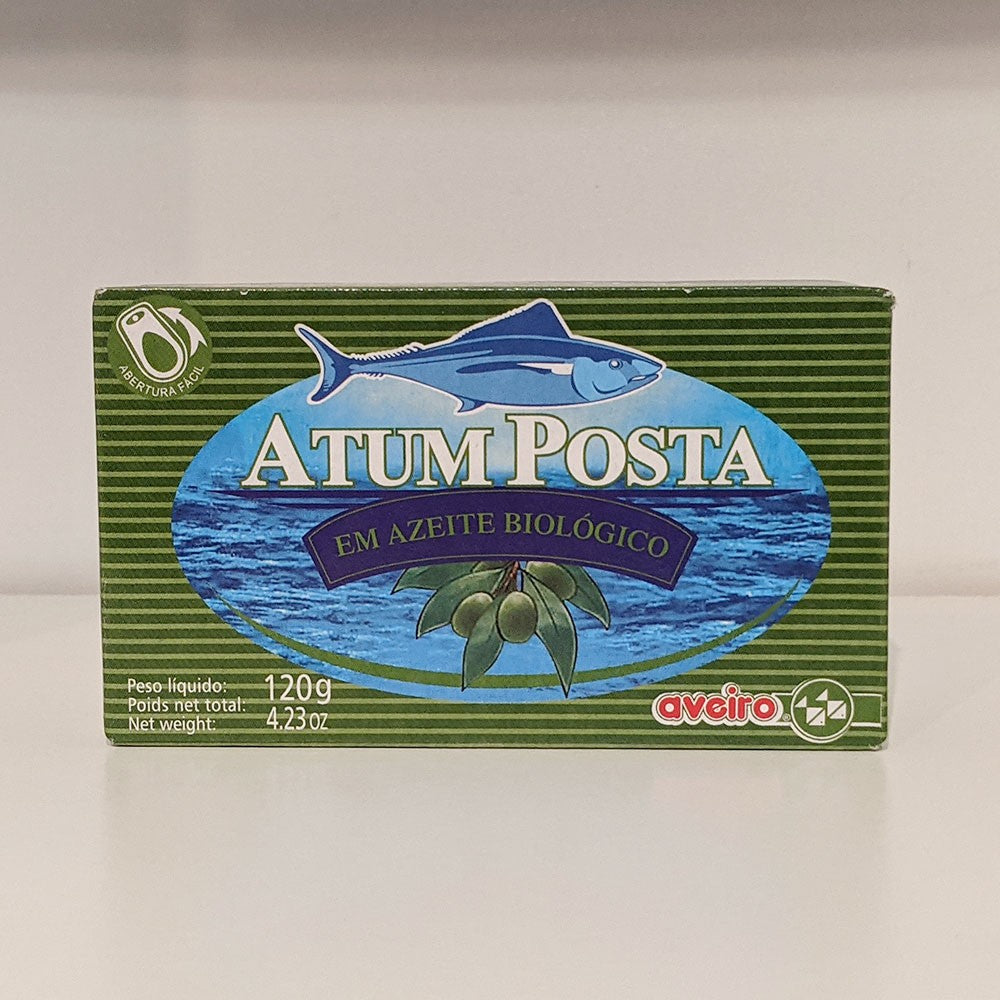 ABERTURA FÁCIL
ATUM POSTA
EM AZEITE BIOLÓGICO
Peso líquido: 120g
Poids net total:
Net weight: 4.23 OZ
aveiro®